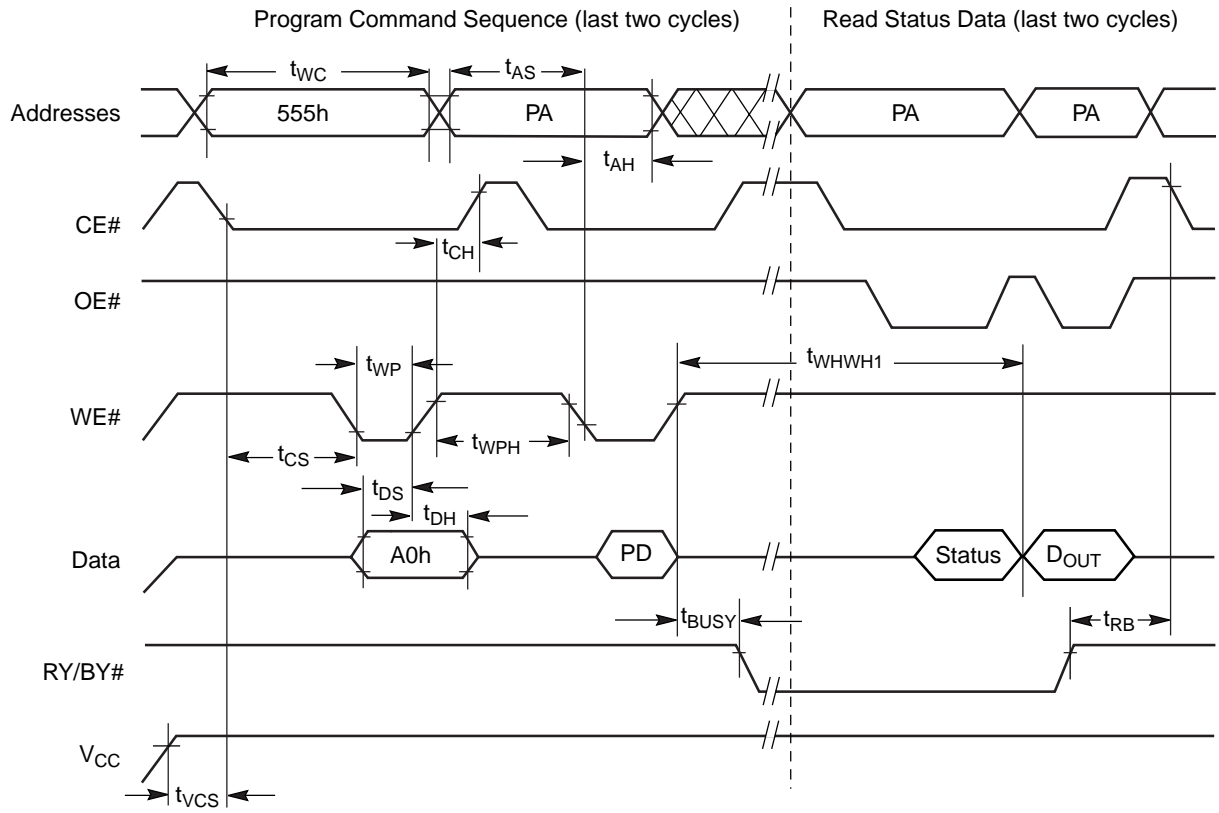 Program Command Sequence (last two cycles)
Read Status Data (last two cycles)
tWC
tAS
Addresses
555h
PA
PA
PA
tAH
CE#
tCH
OE#
tWP
tWHWH1
WE#
tWPH
tCS
tDS
tDH
Data
A0h
PD
Status
DOUT
tBUSY
tRB
RY/BY#
VCC
tVCS